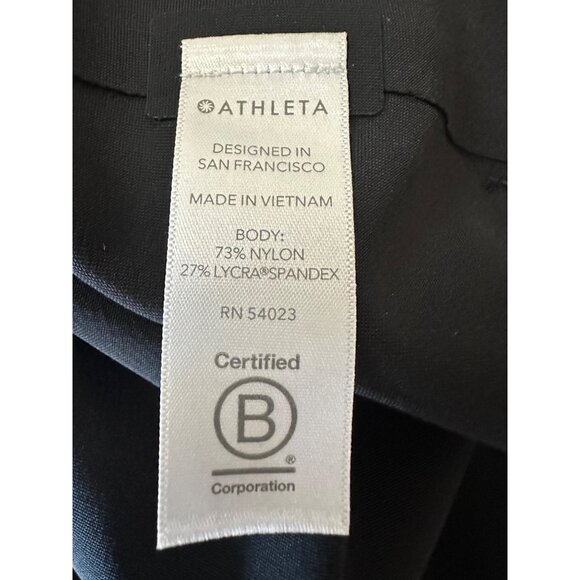 ATHLETA
DESIGNED IN
SAN FRANCISCO
MADE IN VIETNAM
BODY:
73% NYLON
27% LYCRA®SPANDEX
RN 54023
Certified
B
®
Corporation